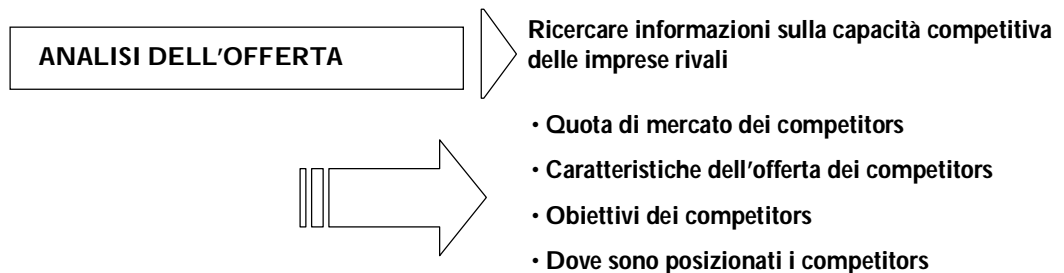 ANALISI DELL'OFFERTA
Ricercare informazioni sulla capacità competitiva
delle imprese rivali
• Quota di mercato dei competitors
• Caratteristiche dell'offerta dei competitors
• Obiettivi dei competitors
• Dove sono posizionati i competitors